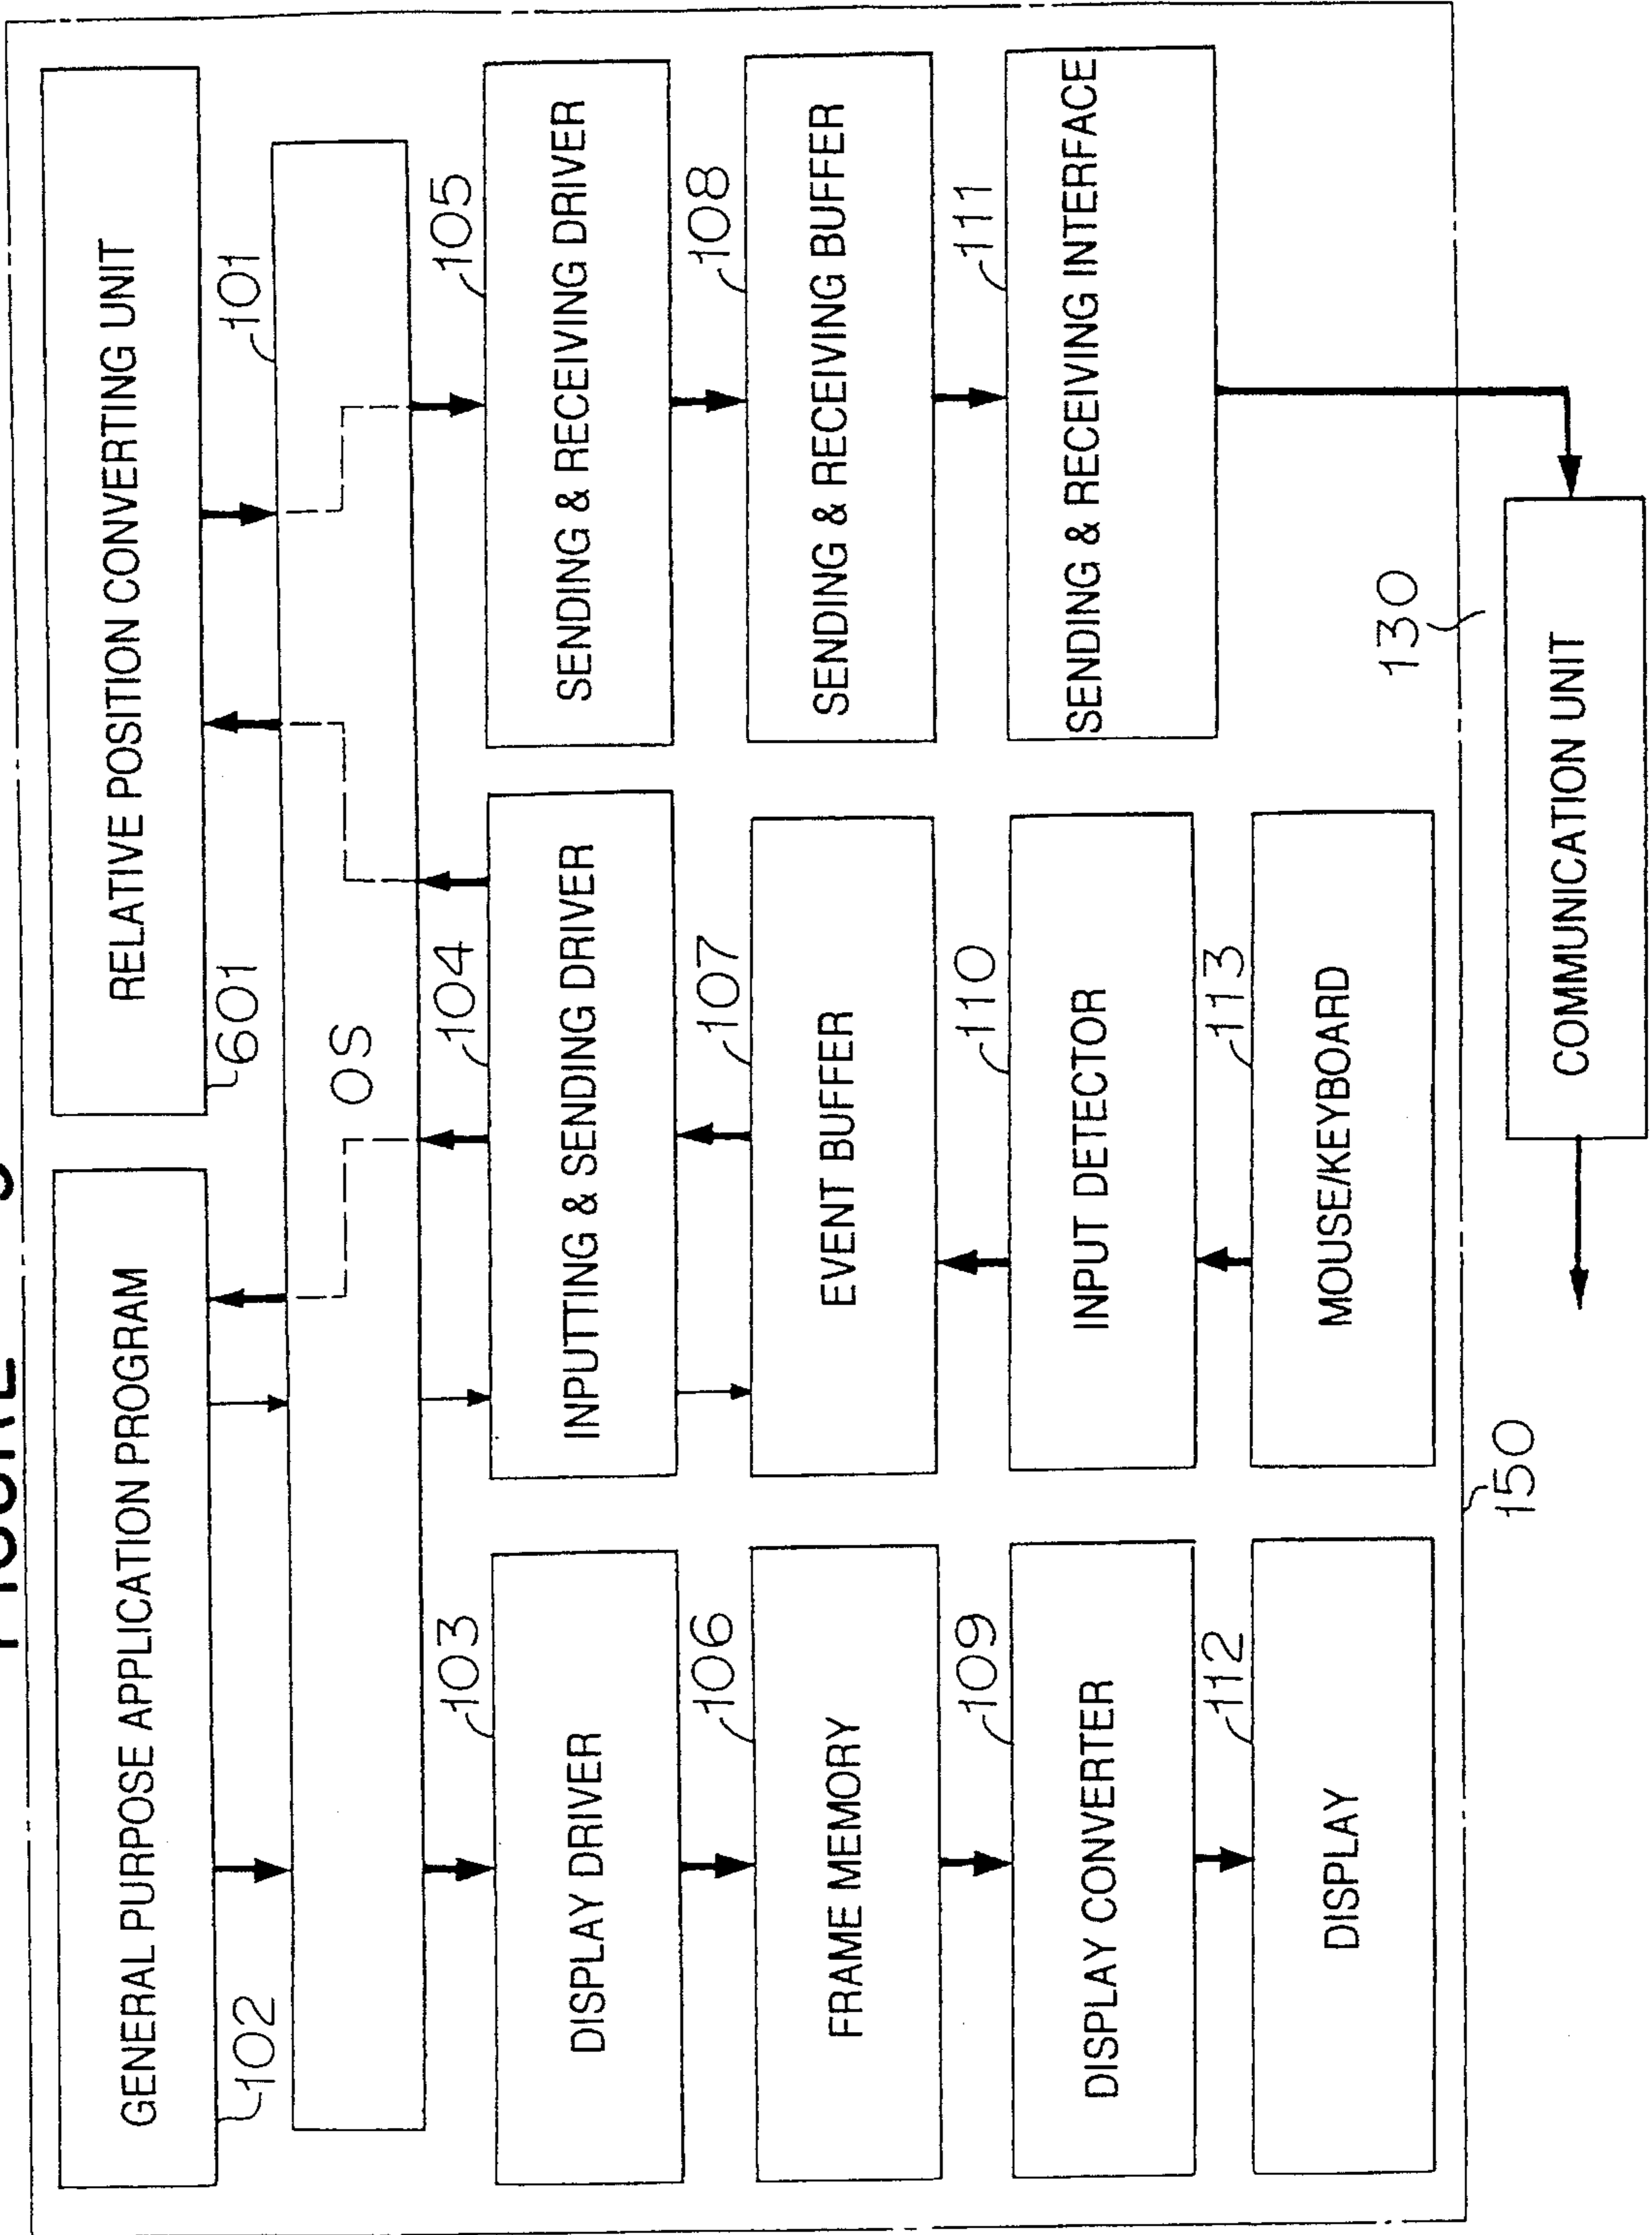 GENERAL PURPOSE APPLICATION PROGRAM
RELATIVE POSITION CONVERTING UNIT
102
601
101
OS
103
104
105
DISPLAY DRIVER
INPUTTING & SENDING DRIVER
SENDING & RECEIVING DRIVER
106
107
108
FRAME MEMORY
EVENT BUFFER
SENDING & RECEIVING BUFFER
109
110
111
DISPLAY CONVERTER
INPUT DETECTOR
SENDING & RECEIVING INTERFACE
112
113
DISPLAY
MOUSE/KEYBOARD
150
130
COMMUNICATION UNIT